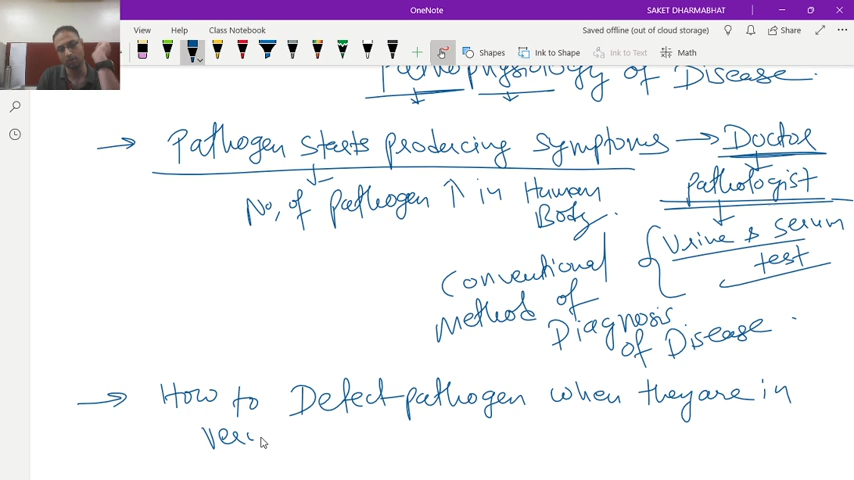 OneNote
SAKET DHARMABHAT
View Help Class Notebook
Saved offline (out of cloud storage)
Share
Shapes
Ink to Shape
Ink to Text
Math
Pathophysiology of Disease.
→ Pathogen starts producing symptoms → Doctor
No. of pathogen ↑ in Human Body.
pathologist
Urine & serum test
Conventional Method of Diagnosis of Disease.
→ How to Detect pathogen when they are in
ver